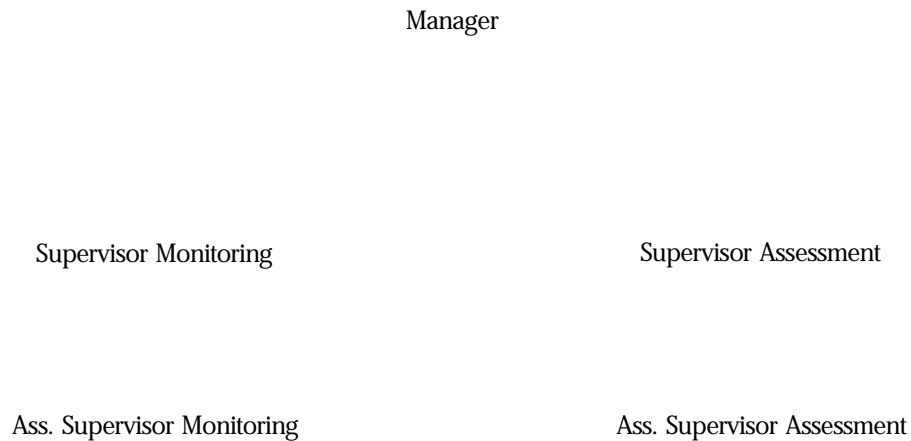 Manager
Supervisor Monitoring
Supervisor Assessment
Ass. Supervisor Monitoring
Ass. Supervisor Assessment